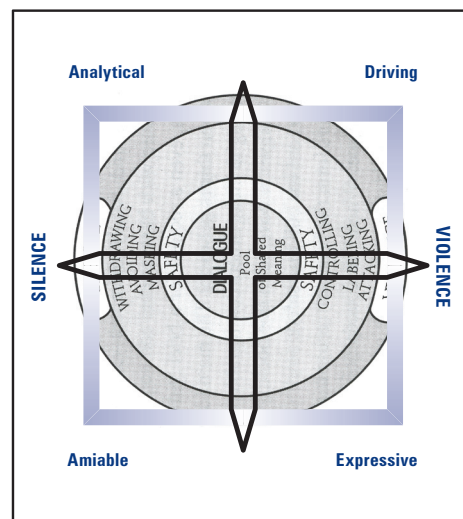 Analytical
Driving
SILENCE
WITHDRAWING
AVOIDING
MASKING
SAFETY
DIALOGUE
Pool
of Shared
Meaning
SAFETY
CONTROLLING
LABELING
ATTACKING
VIOLENCE
Amiable
Expressive